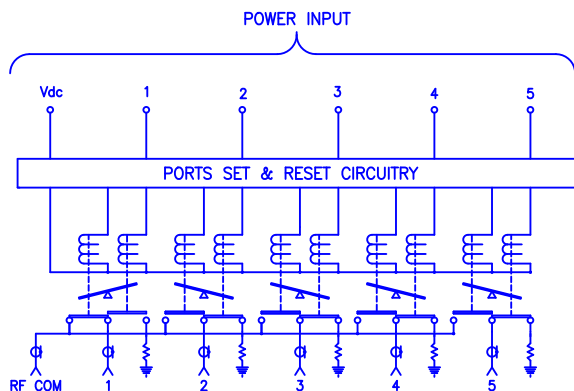 POWER INPUT
Vdc 1 2 3 4 5
PORTS SET & RESET CIRCUITRY
RF COM 1 2 3 4 5